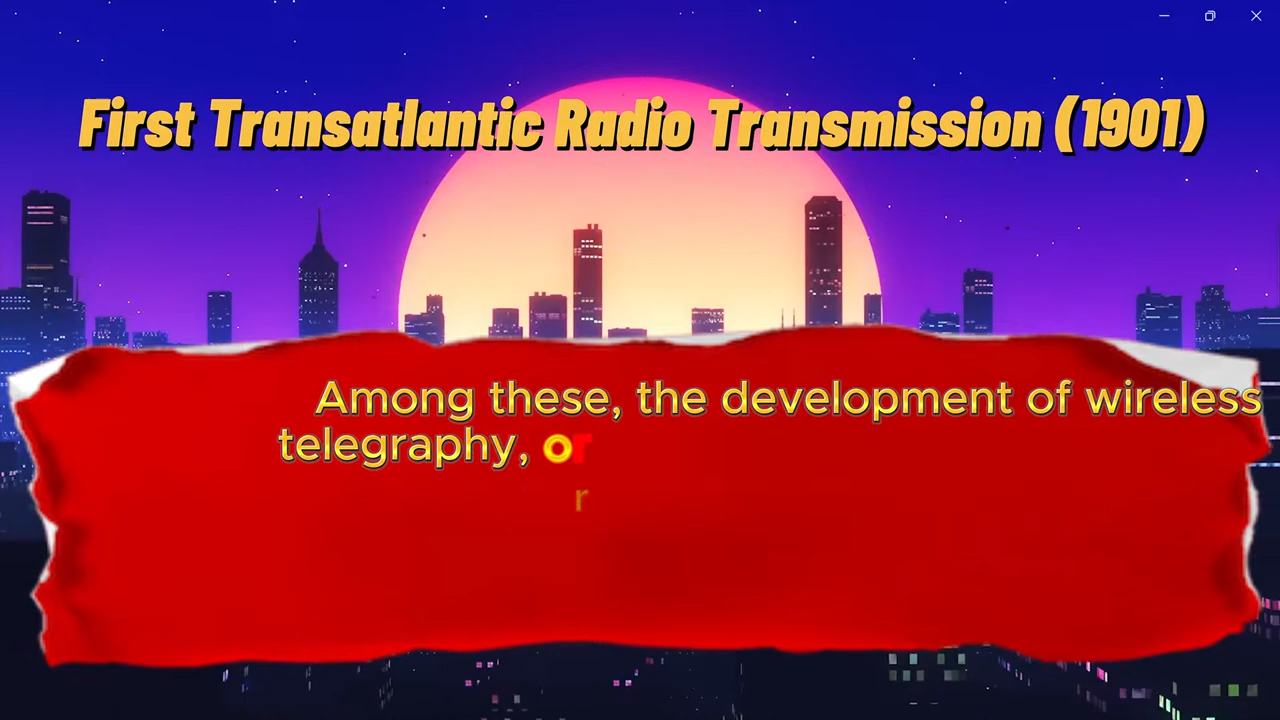 First Transatlantic Radio Transmission (1901)
Among these, the development of wireless
telegraphy, or
r